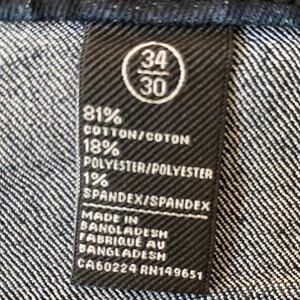 34
30
81%
COTTON/COTON
18%
POLYESTER/POLYESTER
1%
SPANDEX/SPANDEX
MADE IN
BANGLADESH
FABRIQUÉ AU
BANGLADESH
CA60224 RN149651